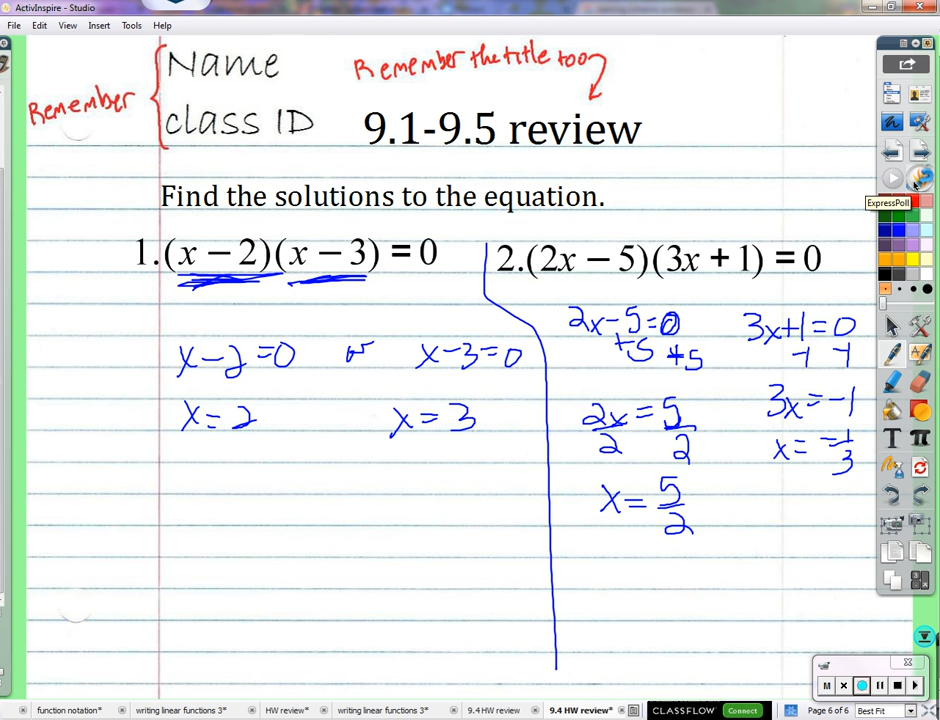 ActivInspire - Studio
File Edit View Insert Tools Help
Name
Remember the title too
Remember
class ID
9.1-9.5 review
Find the solutions to the equation.
ExpressPoll
1.(x − 2)(x − 3) = 0
x-2=0 or x-3=0
x=2 x=3
2.(2x − 5)(3x + 1) = 0
2x-5=0
+5 +5
2x=5
2 2
x=5/2
3x+1=0
-1 -1
3x=-1
x=-1/3
M
function notation* writing linear functions 3* HW review* writing linear functions 3* 9.4 HW review 9.4 HW review* CLASSFLOW Connect Page 6 of 6 Best Fit